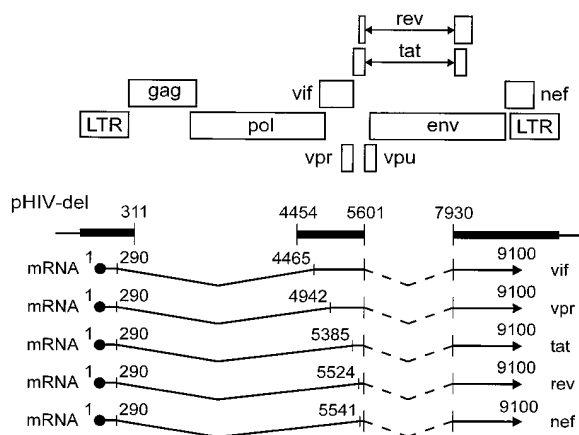 rev
tat
gag
vif
nef
LTR
pol
env
LTR
vpr
vpu
pHIV-del
311 4454 5601 7930
mRNA 1 290 4465 9100 vif
mRNA 1 290 4942 9100 vpr
mRNA 1 290 5385 9100 tat
mRNA 1 290 5524 9100 rev
mRNA 1 290 5541 9100 nef